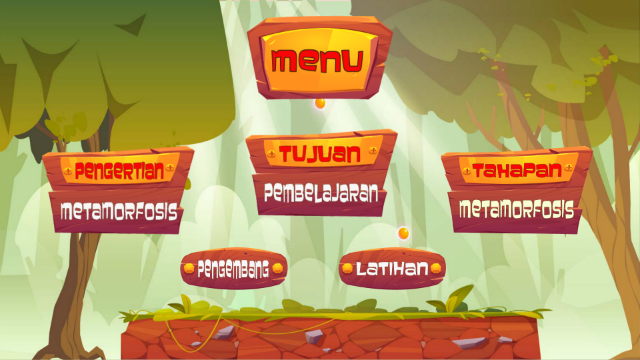 menu
PENGERTIAN
METAMORFOSIS
TUJUAN
PEMBELAJARAN
TAHAPAN
METAMORFOSIS
PENGEMBANG
LATIHAN